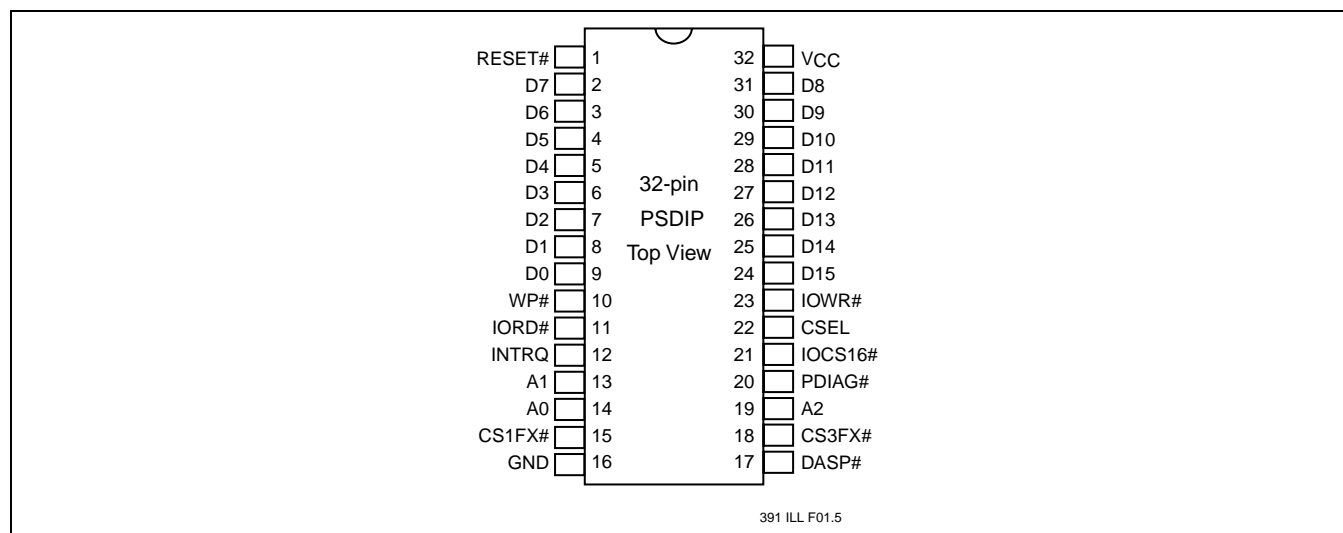 RESET# 1 32 VCC
D7 2 31 D8
D6 3 30 D9
D5 4 29 D10
D4 5 28 D11
D3 6 32-pin 27 D12
D2 7 PSDIP 26 D13
D1 8 Top View 25 D14
D0 9 24 D15
WP# 10 23 IOWR#
IORD# 11 22 CSEL
INTRQ 12 21 IOCS16#
A1 13 20 PDIAG#
A0 14 19 A2
CS1FX# 15 18 CS3FX#
GND 16 17 DASP#
391 ILL F01.5